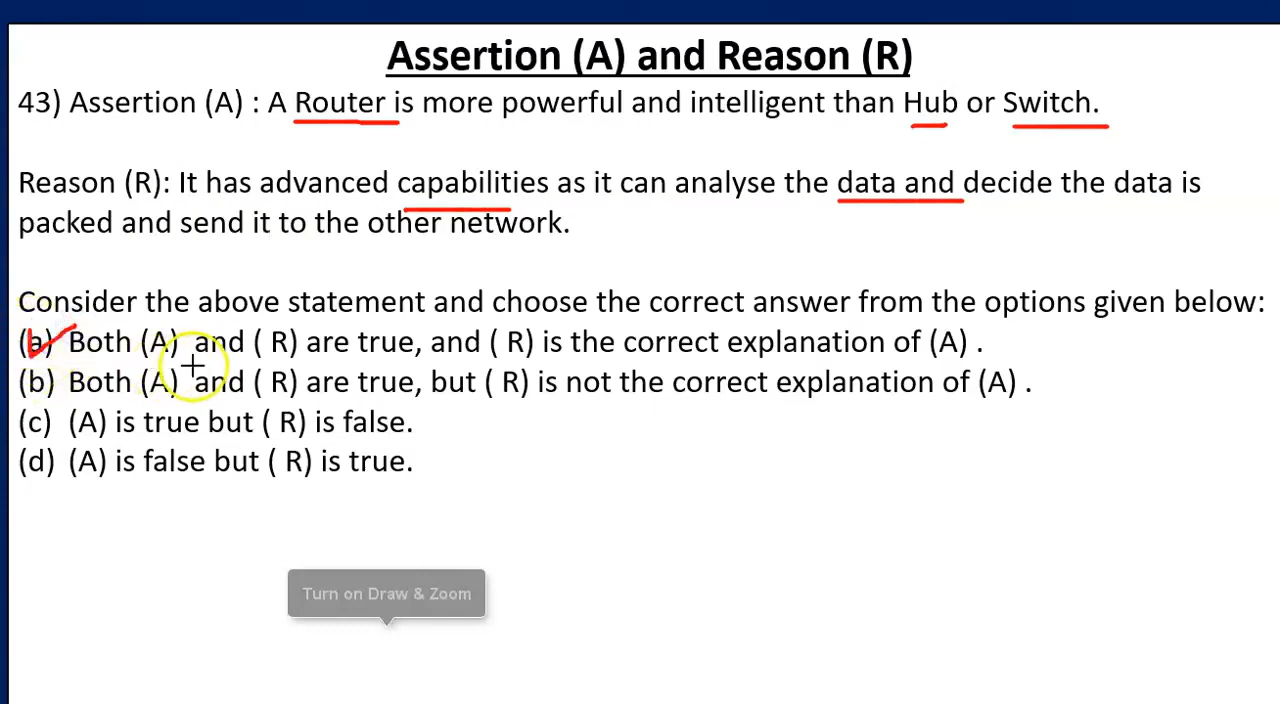 Assertion (A) and Reason (R)
43) Assertion (A) : A Router is more powerful and intelligent than Hub or Switch.
Reason (R): It has advanced capabilities as it can analyse the data and decide the data is
packed and send it to the other network.
Consider the above statement and choose the correct answer from the options given below:
(a) Both (A) and ( R) are true, and ( R) is the correct explanation of (A) .
(b) Both (A) and ( R) are true, but ( R) is not the correct explanation of (A) .
(c) (A) is true but ( R) is false.
(d) (A) is false but ( R) is true.
Turn on Draw & Zoom